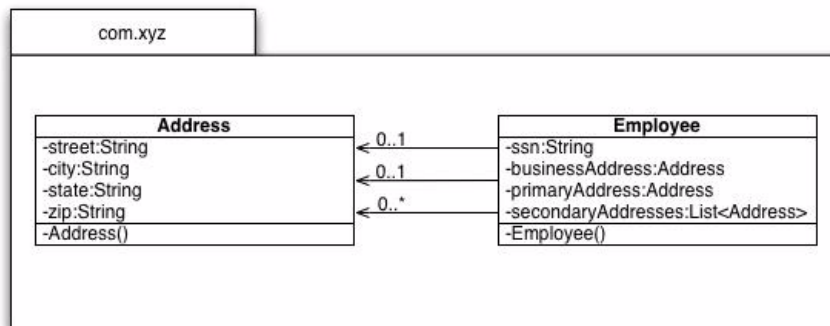 com.xyz
Address
-street:String
-city:String
-state:String
-zip:String
-Address()
0..1
0..1
0..*
Employee
-ssn:String
-businessAddress:Address
-primaryAddress:Address
-secondaryAddresses:List<Address>
-Employee()